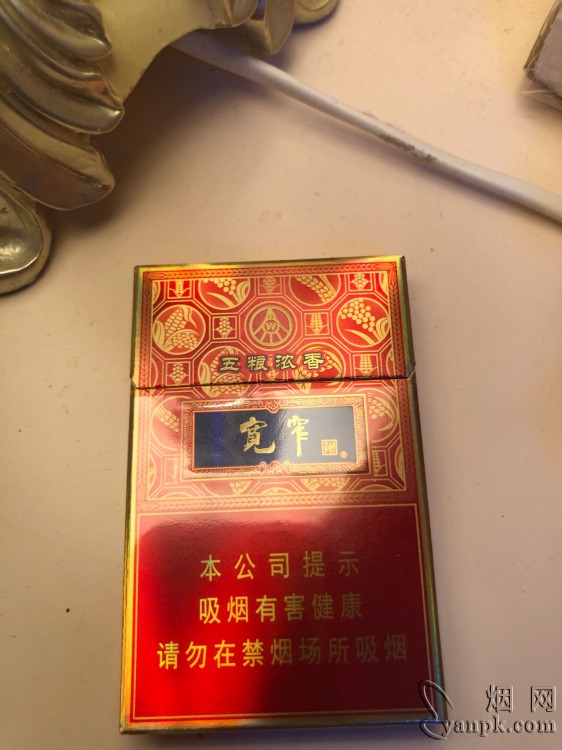 五粮浓香
宽窄
本公司提示
吸烟有害健康
请勿在禁烟场所吸烟
烟网
yanpk.com